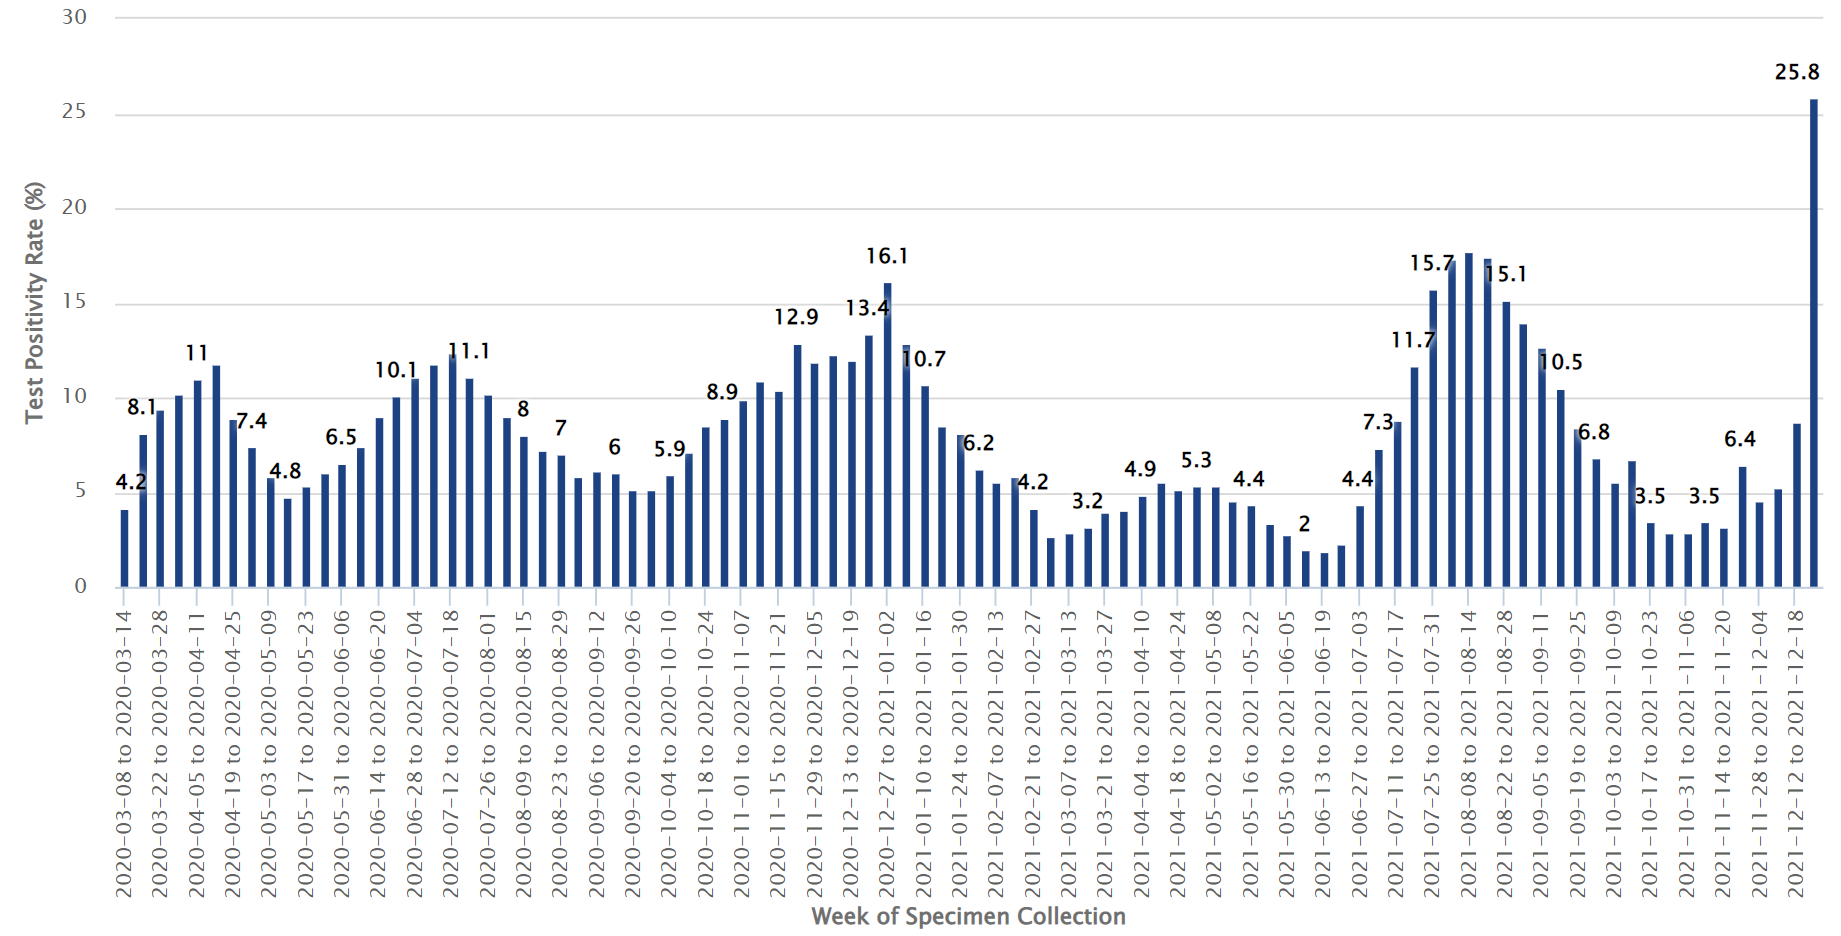 Test Positivity Rate (%)
30
25
20
15
10
5
0
4.2
8.1
11
7.4
4.8
6.5
10.1
11.1
8
7
6
5.9
8.9
12.9
13.4
16.1
10.7
6.2
4.2
3.2
4.9
5.3
4.4
2
4.4
7.3
11.7
15.7
15.1
10.5
6.8
3.5
3.5
6.4
25.8
2020-03-08 to 2020-03-14
2020-03-22 to 2020-03-28
2020-04-05 to 2020-04-11
2020-04-19 to 2020-04-25
2020-05-03 to 2020-05-09
2020-05-17 to 2020-05-23
2020-05-31 to 2020-06-06
2020-06-14 to 2020-06-20
2020-06-28 to 2020-07-04
2020-07-12 to 2020-07-18
2020-07-26 to 2020-08-01
2020-08-09 to 2020-08-15
2020-08-23 to 2020-08-29
2020-09-06 to 2020-09-12
2020-09-20 to 2020-09-26
2020-10-04 to 2020-10-10
2020-10-18 to 2020-10-24
2020-11-01 to 2020-11-07
2020-11-15 to 2020-11-21
2020-11-29 to 2020-12-05
2020-12-13 to 2020-12-19
2020-12-27 to 2021-01-02
2021-01-10 to 2021-01-16
2021-01-24 to 2021-01-30
2021-02-07 to 2021-02-13
2021-02-21 to 2021-02-27
2021-03-07 to 2021-03-13
2021-03-21 to 2021-03-27
2021-04-04 to 2021-04-10
2021-04-18 to 2021-04-24
2021-05-02 to 2021-05-08
2021-05-16 to 2021-05-22
2021-05-30 to 2021-06-05
2021-06-13 to 2021-06-19
2021-06-27 to 2021-07-03
2021-07-11 to 2021-07-17
2021-07-25 to 2021-07-31
2021-08-08 to 2021-08-14
2021-08-22 to 2021-08-28
2021-09-05 to 2021-09-11
2021-09-19 to 2021-09-25
2021-10-03 to 2021-10-09
2021-10-17 to 2021-10-23
2021-10-31 to 2021-11-06
2021-11-14 to 2021-11-20
2021-11-28 to 2021-12-04
2021-12-12 to 2021-12-18
Week of Specimen Collection